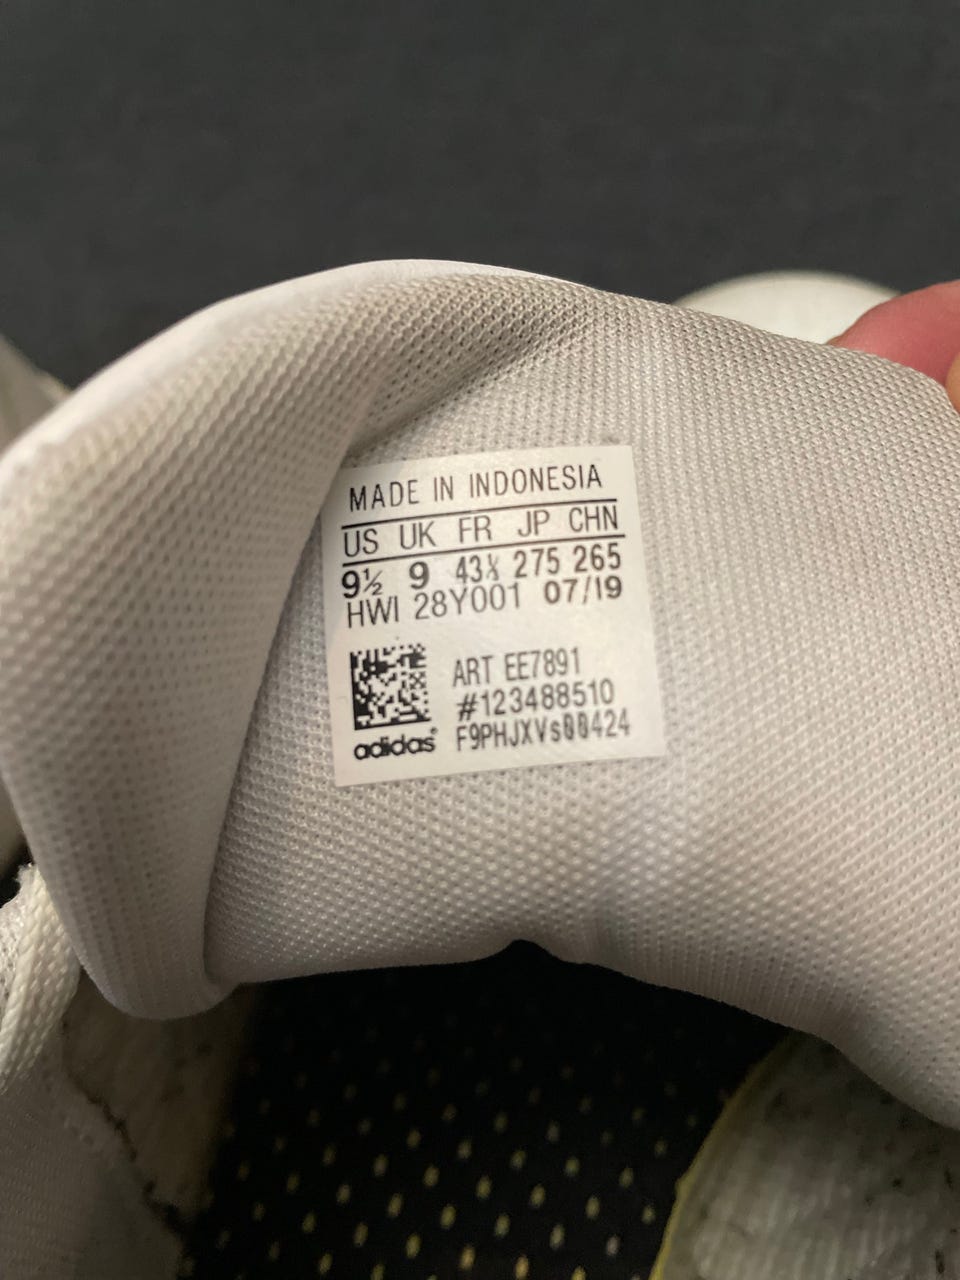 MADE IN INDONESIA
US UK FR JP CHN
9½ 9 43⅓ 275 265
HWI 28Y001 07/19
ART EE7891
#123488510
F9PHJXVs00424
adidas